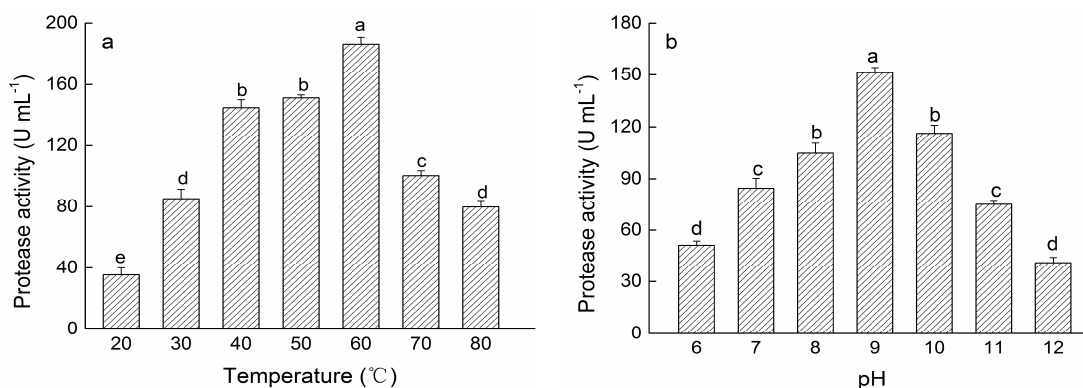 a
Protease activity (U mL⁻¹)
200
160
120
80
40
0
e
d
b
b
a
c
d
20 30 40 50 60 70 80
Temperature (℃)
b
Protease activity (U mL⁻¹)
180
150
120
90
60
30
0
d
c
b
a
b
c
d
6 7 8 9 10 11 12
pH